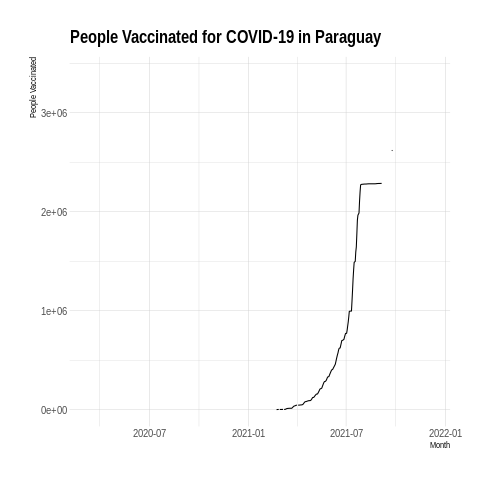 People Vaccinated for COVID-19 in Paraguay
People Vaccinated
3e+06
2e+06
1e+06
0e+00
2020-07
2021-01
2021-07
2022-01
Month